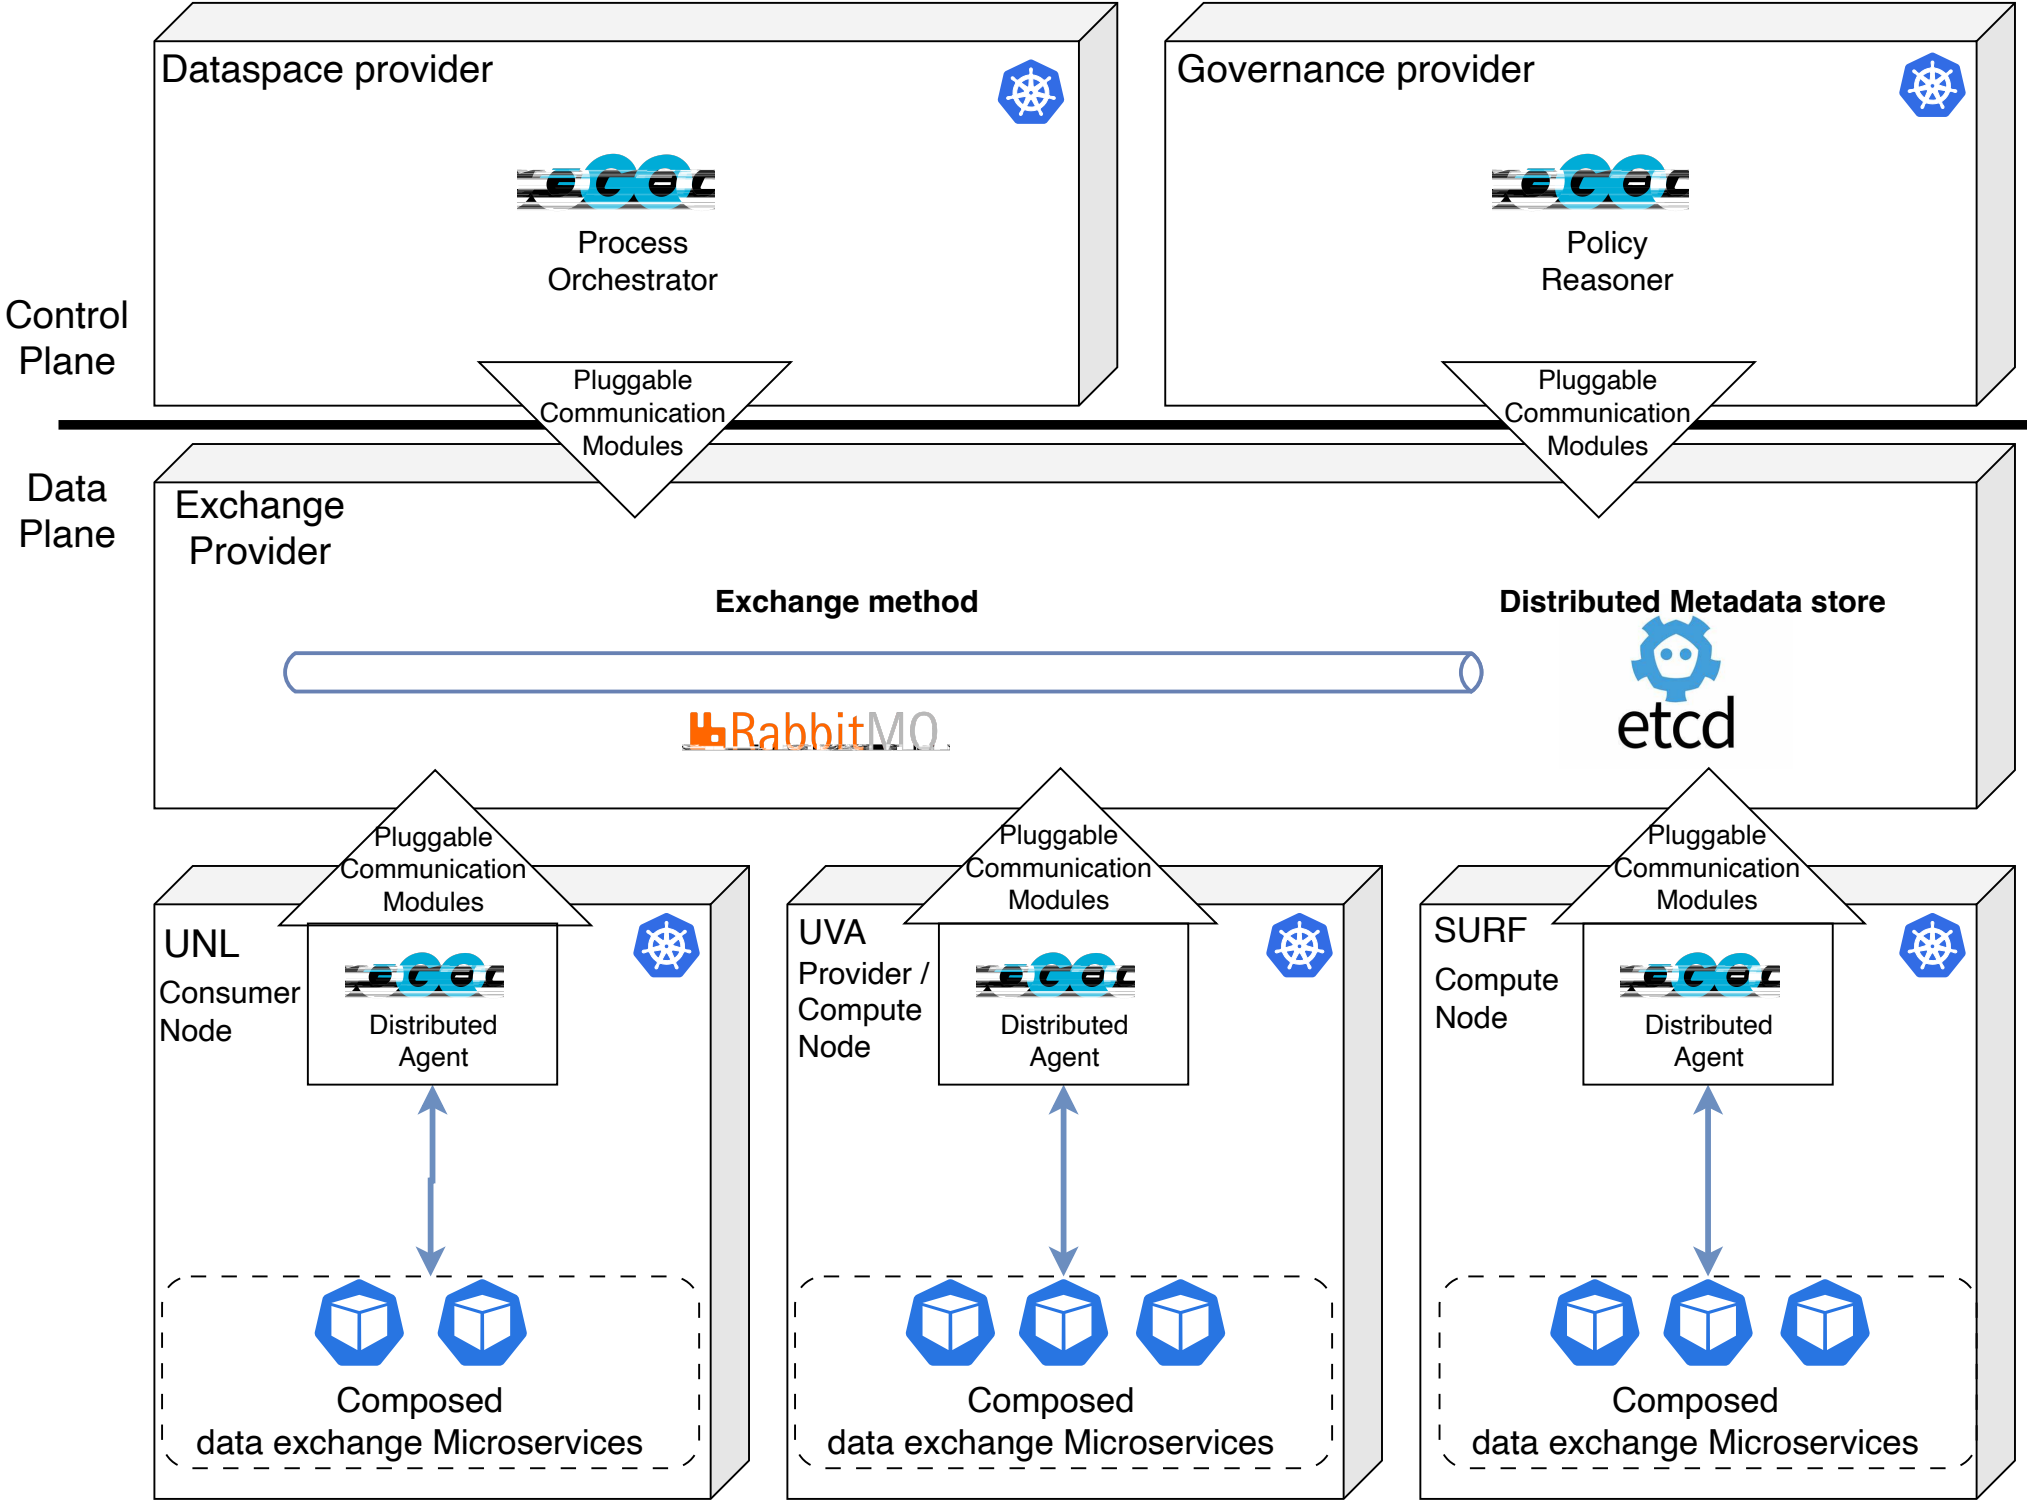 Dataspace provider
Process
Orchestrator
Governance provider
Policy
Reasoner
Control
Plane
Pluggable
Communication
Modules
Pluggable
Communication
Modules
Data
Plane
Exchange
Provider
Exchange method
RabbitMQ
Distributed Metadata store
etcd
Pluggable
Communication
Modules
UNL
Consumer
Node
Distributed
Agent
Composed
data exchange Microservices
Pluggable
Communication
Modules
UVA
Provider /
Compute
Node
Distributed
Agent
Composed
data exchange Microservices
Pluggable
Communication
Modules
SURF
Compute
Node
Distributed
Agent
Composed
data exchange Microservices